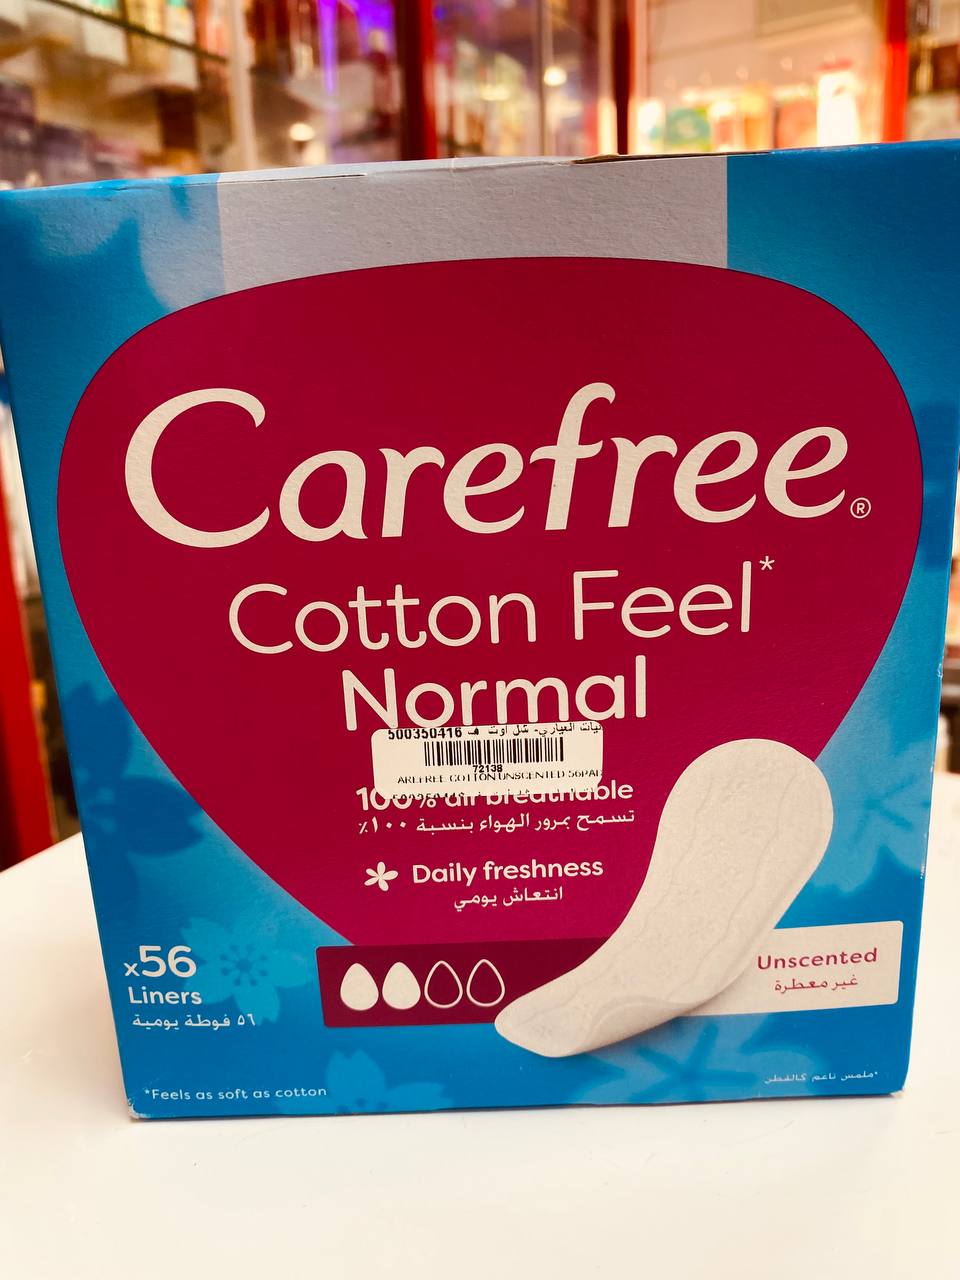 Carefree®
Cotton Feel*
Normal
500350416
72138
AREFREE COTTON UNSCENTED 56PAD
100% air breathable
تسمح بمرور الهواء بنسبة ١٠٠٪
Daily freshness
انتعاش يومي
x56
Liners
٥٦ فوطة يومية
Unscented
غير معطرة
*Feels as soft as cotton
*ملمس ناعم كالقطن